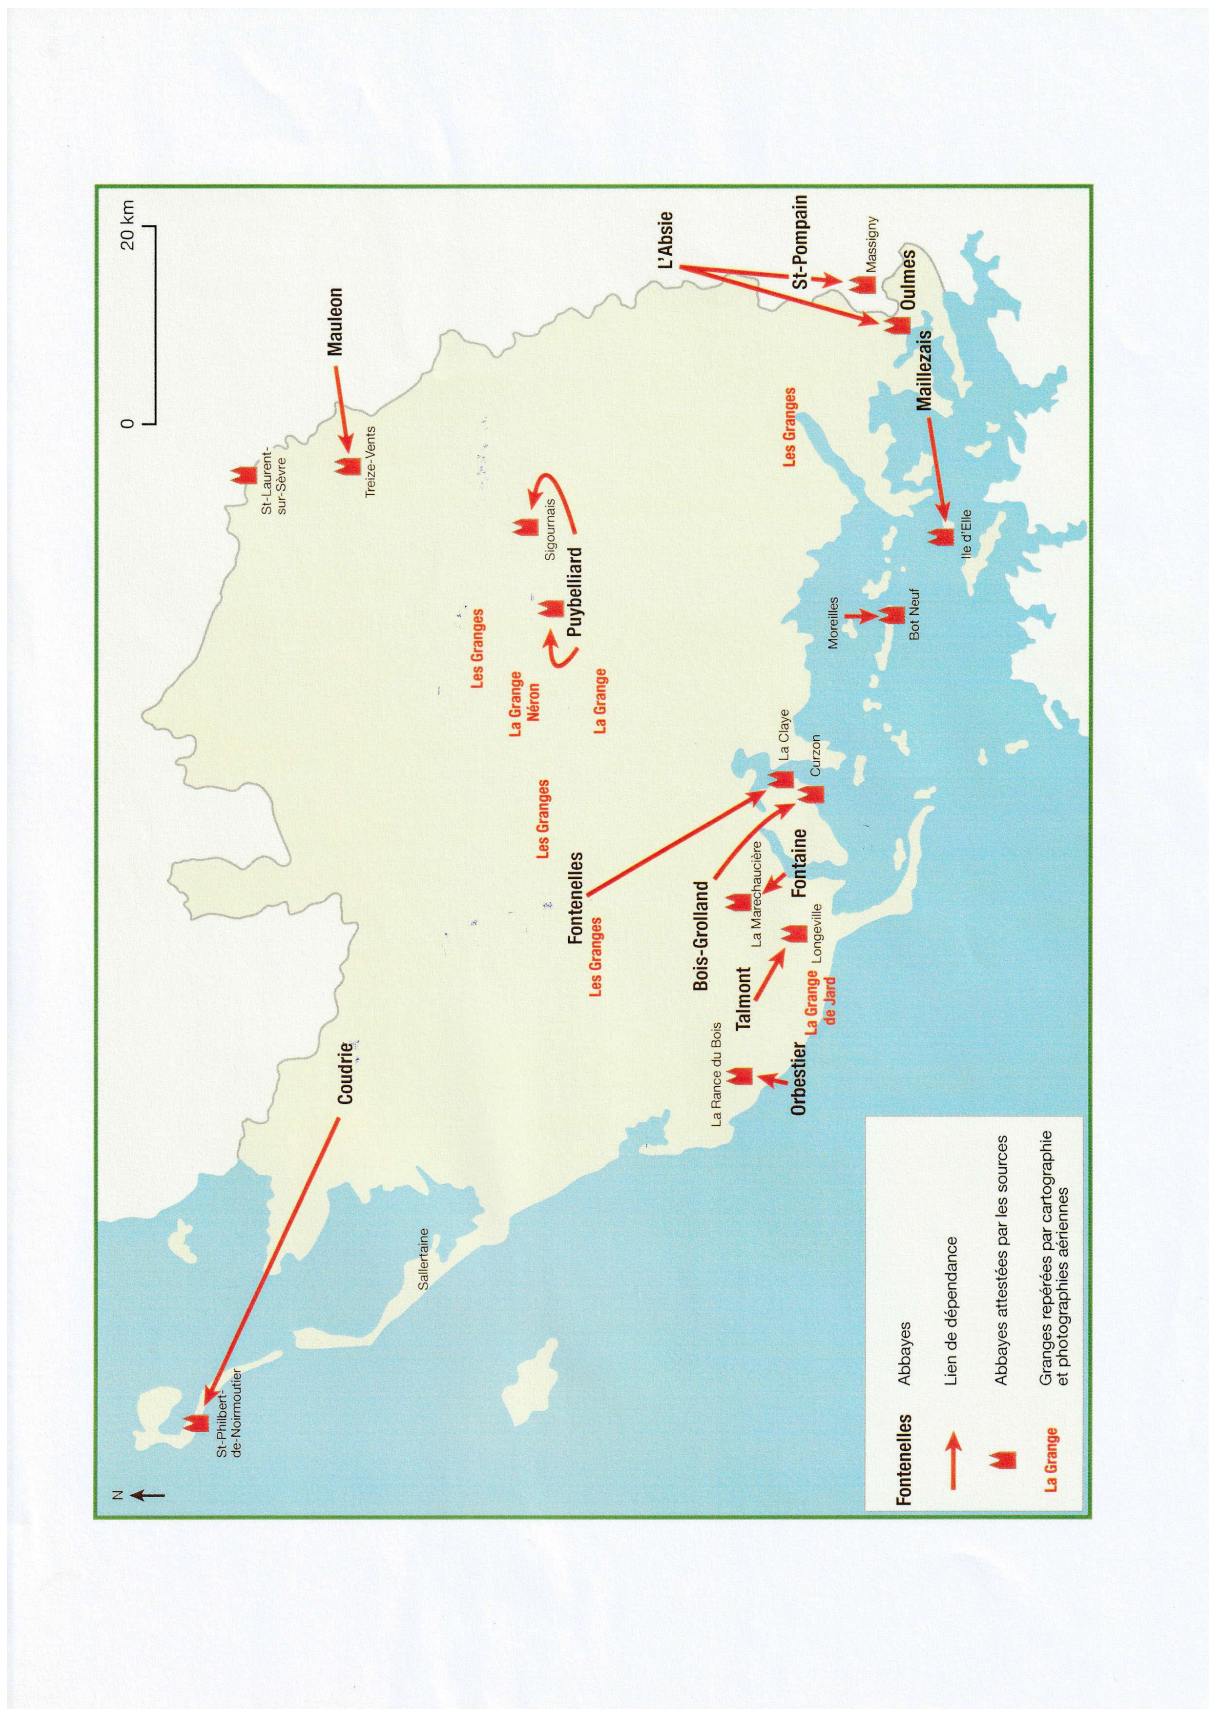 N
0
20 km
St-Philbert-
de-Noirmoutier
Coudrie
St-Laurent-
sur-Sèvre
Mauleon
Treize-Vents
Sallertaine
Les Granges
La Grange
Néron
Sigournais
Les Granges
Puybelliard
La Grange
Fontenelles
Les Granges
L'Absie
Bois-Grolland
La Rance du Bois
Talmont
La Marechaucière
La Claye
Les Granges
St-Pompain
Orbestier
La Grange
de Jard
Longeville
Fontaine
Curzon
Moreilles
Massigny
Oulmes
Bot Neuf
Maillezais
Ile d'Elle
Fontenelles Abbayes
Lien de dépendance
Abbayes attestées par les sources
La Grange Granges repérées par cartographie
et photographies aériennes